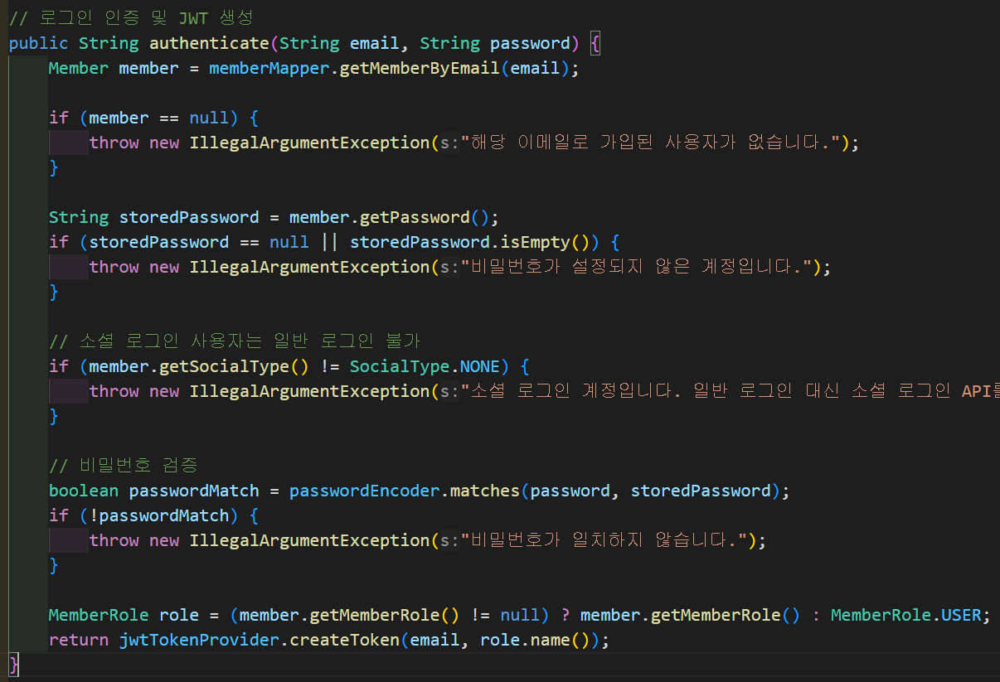 // 로그인 인증 및 JWT 생성
public String authenticate(String email, String password) {
    Member member = memberMapper.getMemberByEmail(email);

    if (member == null) {
        throw new IllegalArgumentException(s:"해당 이메일로 가입된 사용자가 없습니다.");
    }

    String storedPassword = member.getPassword();
    if (storedPassword == null || storedPassword.isEmpty()) {
        throw new IllegalArgumentException(s:"비밀번호가 설정되지 않은 계정입니다.");
    }

    // 소셜 로그인 사용자는 일반 로그인 불가
    if (member.getSocialType() != SocialType.NONE) {
        throw new IllegalArgumentException(s:"소셜 로그인 계정입니다. 일반 로그인 대신 소셜 로그인 API
    }

    // 비밀번호 검증
    boolean passwordMatch = passwordEncoder.matches(password, storedPassword);
    if (!passwordMatch) {
        throw new IllegalArgumentException(s:"비밀번호가 일치하지 않습니다.");
    }

    MemberRole role = (member.getMemberRole() != null) ? member.getMemberRole() : MemberRole.USER;
    return jwtTokenProvider.createToken(email, role.name());
}